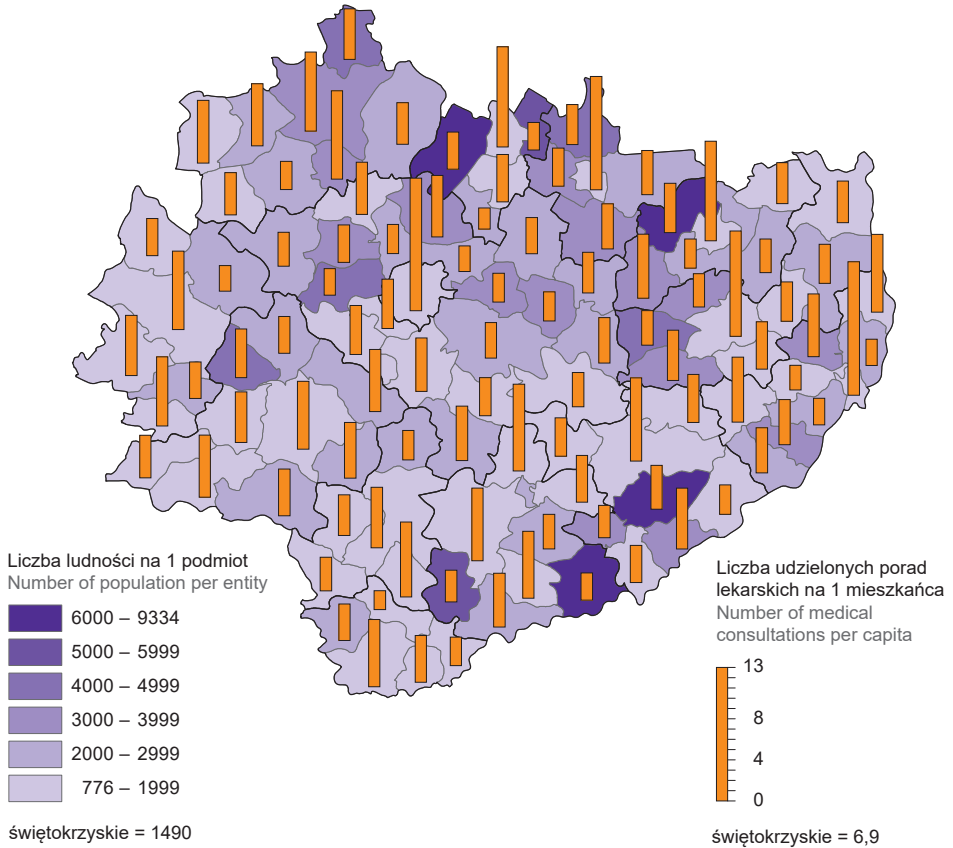 Liczba ludności na 1 podmiot
Number of population per entity
6000 – 9334
5000 – 5999
4000 – 4999
3000 – 3999
2000 – 2999
776 – 1999
świętokrzyskie = 1490
Liczba udzielonych porad
lekarskich na 1 mieszkańca
Number of medical
consultations per capita
13
8
4
0
świętokrzyskie = 6,9